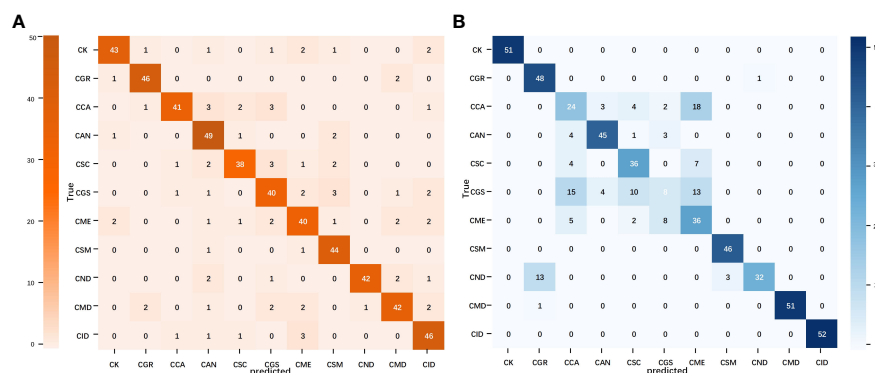 A
50
40
30
20
10
0
True
CK 43 1 0 1 0 1 2 1 0 0 2
CGR 1 46 0 0 0 0 0 0 0 2 0
CCA 0 1 41 3 2 3 0 0 0 0 1
CAN 1 0 0 49 1 0 0 2 0 0 0
CSC 0 0 1 2 38 3 1 2 0 0 0
CGS 0 0 1 1 0 40 2 3 0 1 2
CME 2 0 0 1 1 2 40 1 0 2 2
CSM 0 0 0 1 0 0 1 44 0 0 0
CND 0 0 0 2 0 1 0 0 42 2 1
CMD 0 2 0 0 0 2 2 0 1 42 2
CID 0 0 1 1 1 0 3 0 0 0 46
CK CGR CCA CAN CSC CGS CME CSM CND CMD CID
predicted
B
True
CK 51 0 0 0 0 0 0 0 0 0 0
CGR 0 48 0 0 0 0 0 0 1 0 0
CCA 0 0 24 3 4 2 18 0 0 0 0
CAN 0 0 4 45 1 3 0 0 0 0 0
CSC 0 0 4 0 36 0 7 0 0 0 0
CGS 0 0 15 4 10 13 0 0 0 0
CME 0 0 5 0 2 8 36 0 0 0 0
CSM 0 0 0 0 0 0 0 46 0 0 0
CND 0 13 0 0 0 0 0 3 32 0 0
CMD 0 1 0 0 0 0 0 0 0 51 0
CID 0 0 0 0 0 0 0 0 0 0 52
CK CGR CCA CAN CSC CGS CME CSM CND CMD CID
predicted